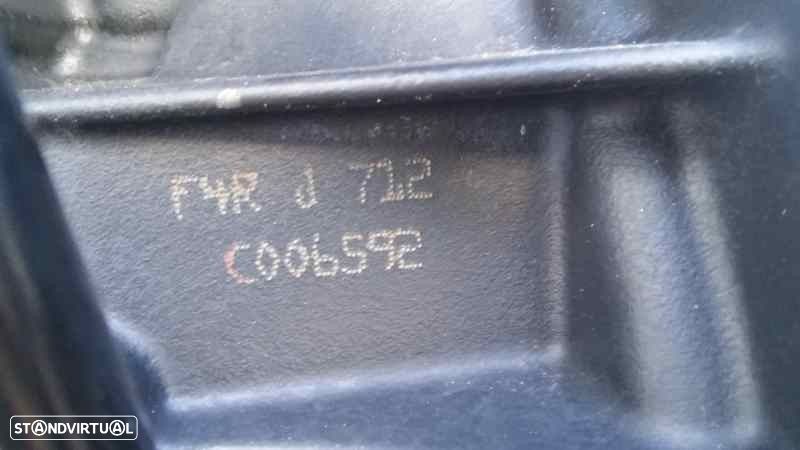 F4R d 712
C006592
STANDVIRTUAL